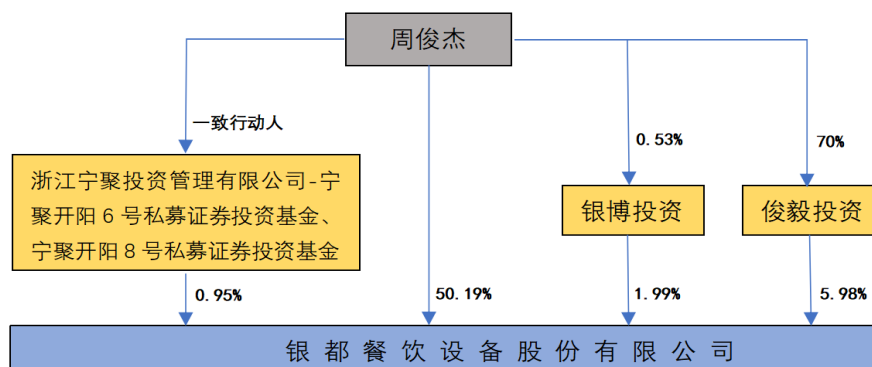 周俊杰
一致行动人
0.53%
70%
浙江宁聚投资管理有限公司-宁
聚开阳6号私募证券投资基金、
宁聚开阳8号私募证券投资基金
银博投资
俊毅投资
0.95%
50.19%
1.99%
5.98%
银都餐饮设备股份有限公司